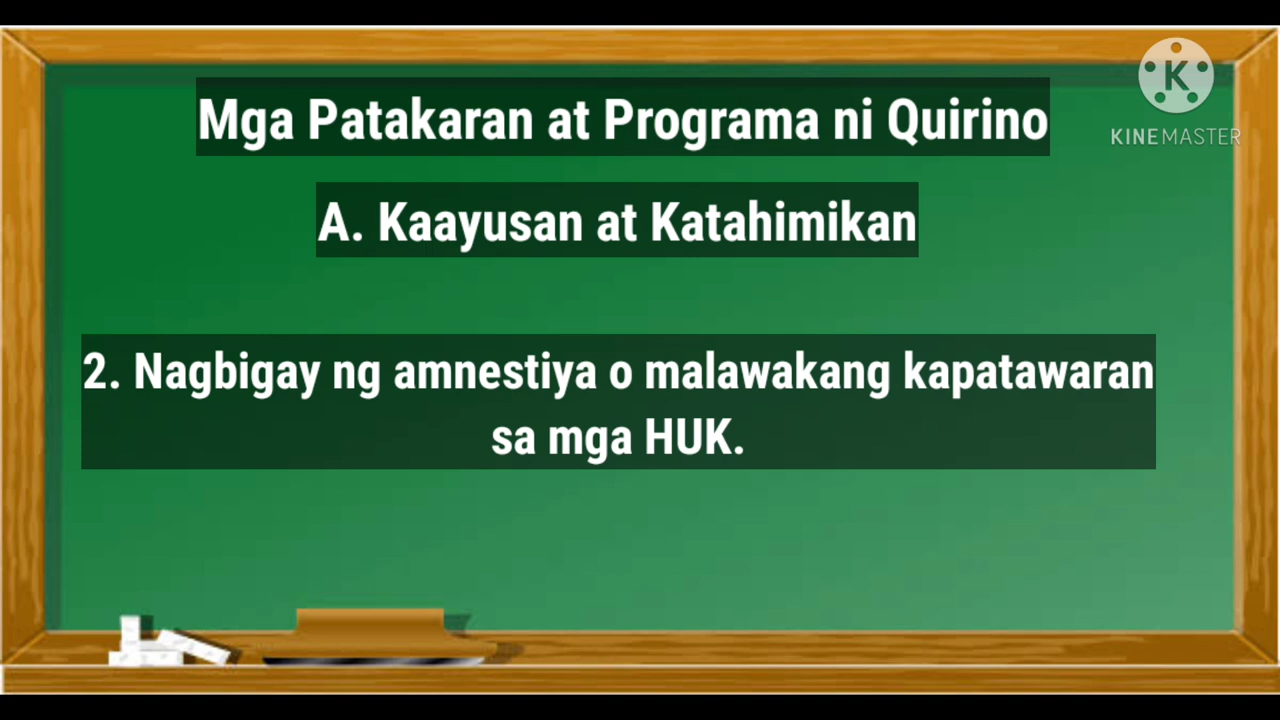 Mga Patakaran at Programa ni Quirino
K
KINEMASTER
A. Kaayusan at Katahimikan
2. Nagbigay ng amnestiya o malawakang kapatawaran
sa mga HUK.